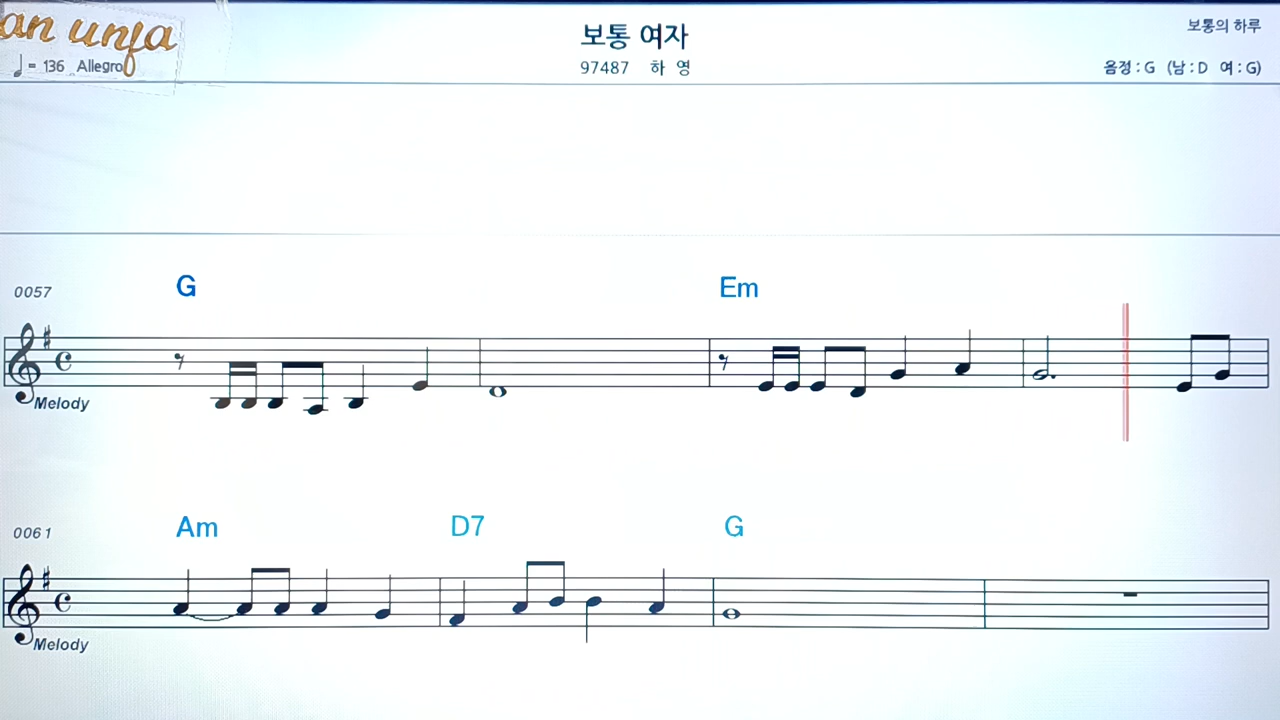 an unfa
보통 여자
보통의 하루
♩= 136 Allegro
97487 하 영
음정 : G (남 : D 여 : G)
G Em
0057
Melody
Am D7 G
0061
Melody